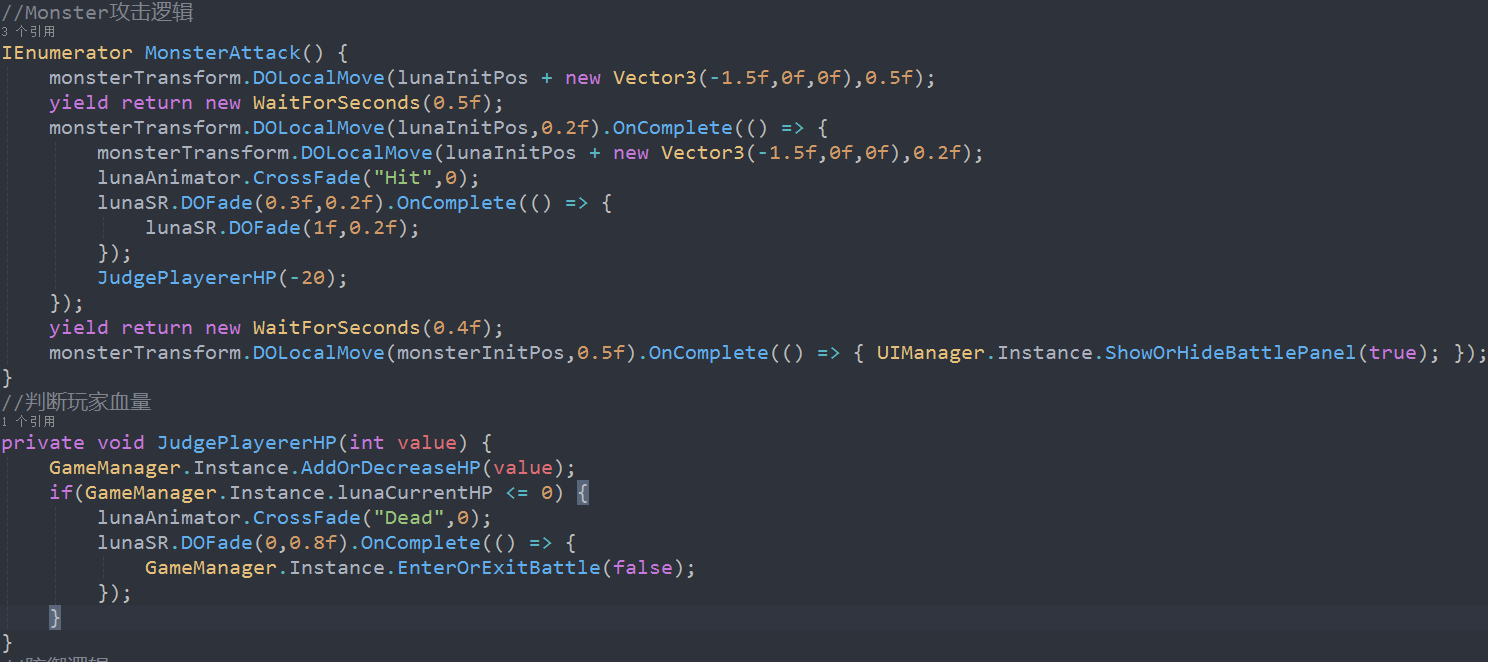 //Monster攻击逻辑
3 个引用
IEnumerator MonsterAttack() {
monsterTransform.DOLocalMove(lunaInitPos + new Vector3(-1.5f,0f,0f),0.5f);
yield return new WaitForSeconds(0.5f);
monsterTransform.DOLocalMove(lunaInitPos,0.2f).OnComplete(() => {
monsterTransform.DOLocalMove(lunaInitPos + new Vector3(-1.5f,0f,0f),0.2f);
lunaAnimator.CrossFade("Hit",0);
lunaSR.DOFade(0.3f,0.2f).OnComplete(() => {
lunaSR.DOFade(1f,0.2f);
});
JudgePlayererHP(-20);
});
yield return new WaitForSeconds(0.4f);
monsterTransform.DOLocalMove(monsterInitPos,0.5f).OnComplete(() => { UIManager.Instance.ShowOrHideBattlePanel(true); });
}
//判断玩家血量
1 个引用
private void JudgePlayererHP(int value) {
GameManager.Instance.AddOrDecreaseHP(value);
if(GameManager.Instance.lunaCurrentHP <= 0) {
lunaAnimator.CrossFade("Dead",0);
lunaSR.DOFade(0,0.8f).OnComplete(() => {
GameManager.Instance.EnterOrExitBattle(false);
});
}
}